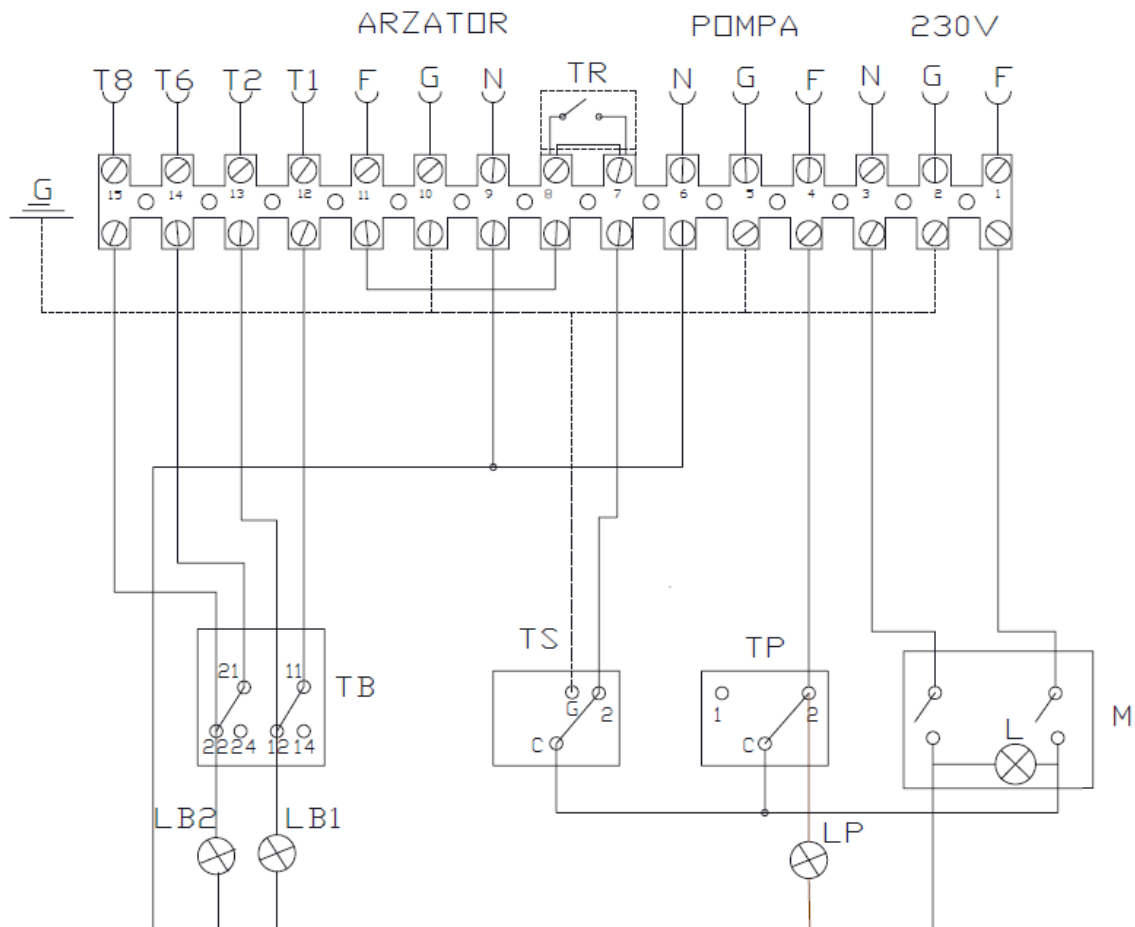 ARZATOR POMPA 230V
T8 T6 T2 T1 F G N TR N G F N G F
15 14 13 12 11 10 9 8 7 6 5 4 3 2 1
G
TS TP
21 11 TB
G 2 1 2 M
22 24 12 14 C C L
LB2 LB1 LP